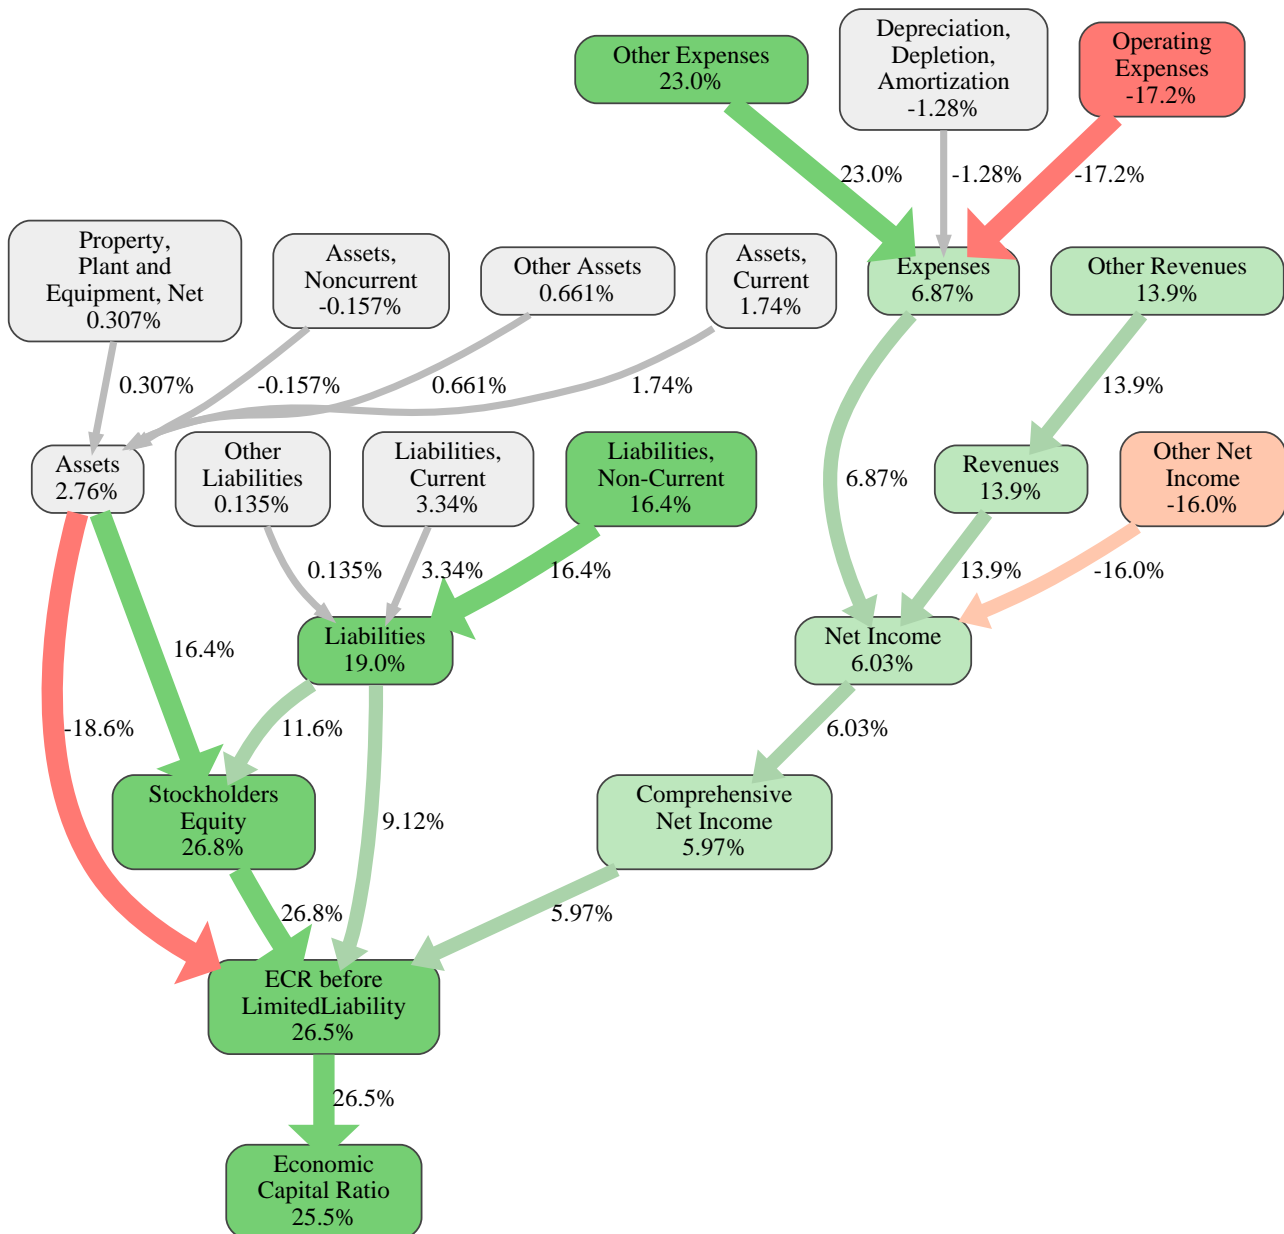 Other Expenses
23.0%
Depreciation,
Depletion,
Amortization
-1.28%
Operating
Expenses
-17.2%
23.0%
-1.28%
-17.2%
Property,
Plant and
Equipment, Net
0.307%
Assets,
Noncurrent
-0.157%
Other Assets
0.661%
Assets,
Current
1.74%
Expenses
6.87%
Other Revenues
13.9%
0.307%
-0.157%
0.661%
1.74%
13.9%
Assets
2.76%
Other
Liabilities
0.135%
Liabilities,
Current
3.34%
Liabilities,
Non-Current
16.4%
6.87%
Revenues
13.9%
Other Net
Income
-16.0%
0.135%
3.34%
16.4%
13.9%
-16.0%
16.4%
Liabilities
19.0%
Net Income
6.03%
-18.6%
11.6%
6.03%
Stockholders
Equity
26.8%
9.12%
Comprehensive
Net Income
5.97%
26.8%
5.97%
ECR before
LimitedLiability
26.5%
26.5%
Economic
Capital Ratio
25.5%